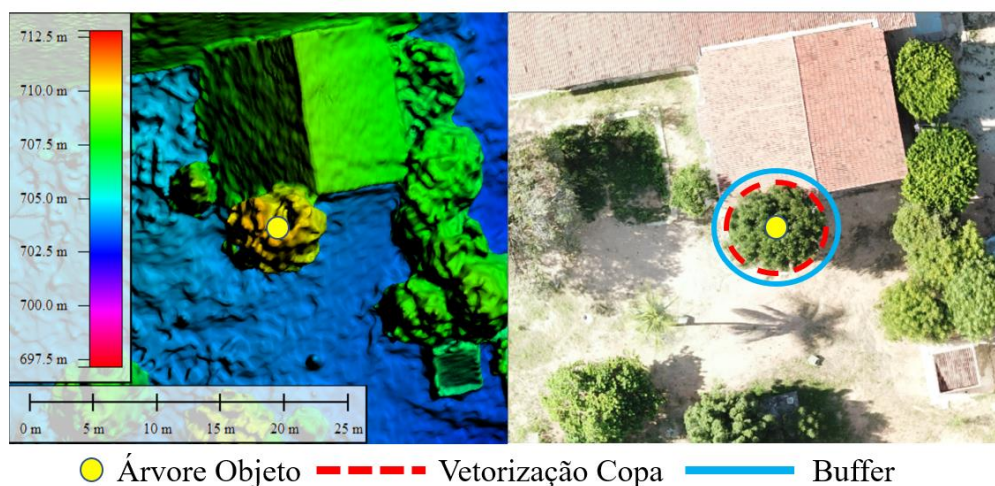 712.5 m
710.0 m
707.5 m
705.0 m
702.5 m
700.0 m
697.5 m
0 m 5 m 10 m 15 m 20 m 25 m
Árvore Objeto Vetorização Copa Buffer